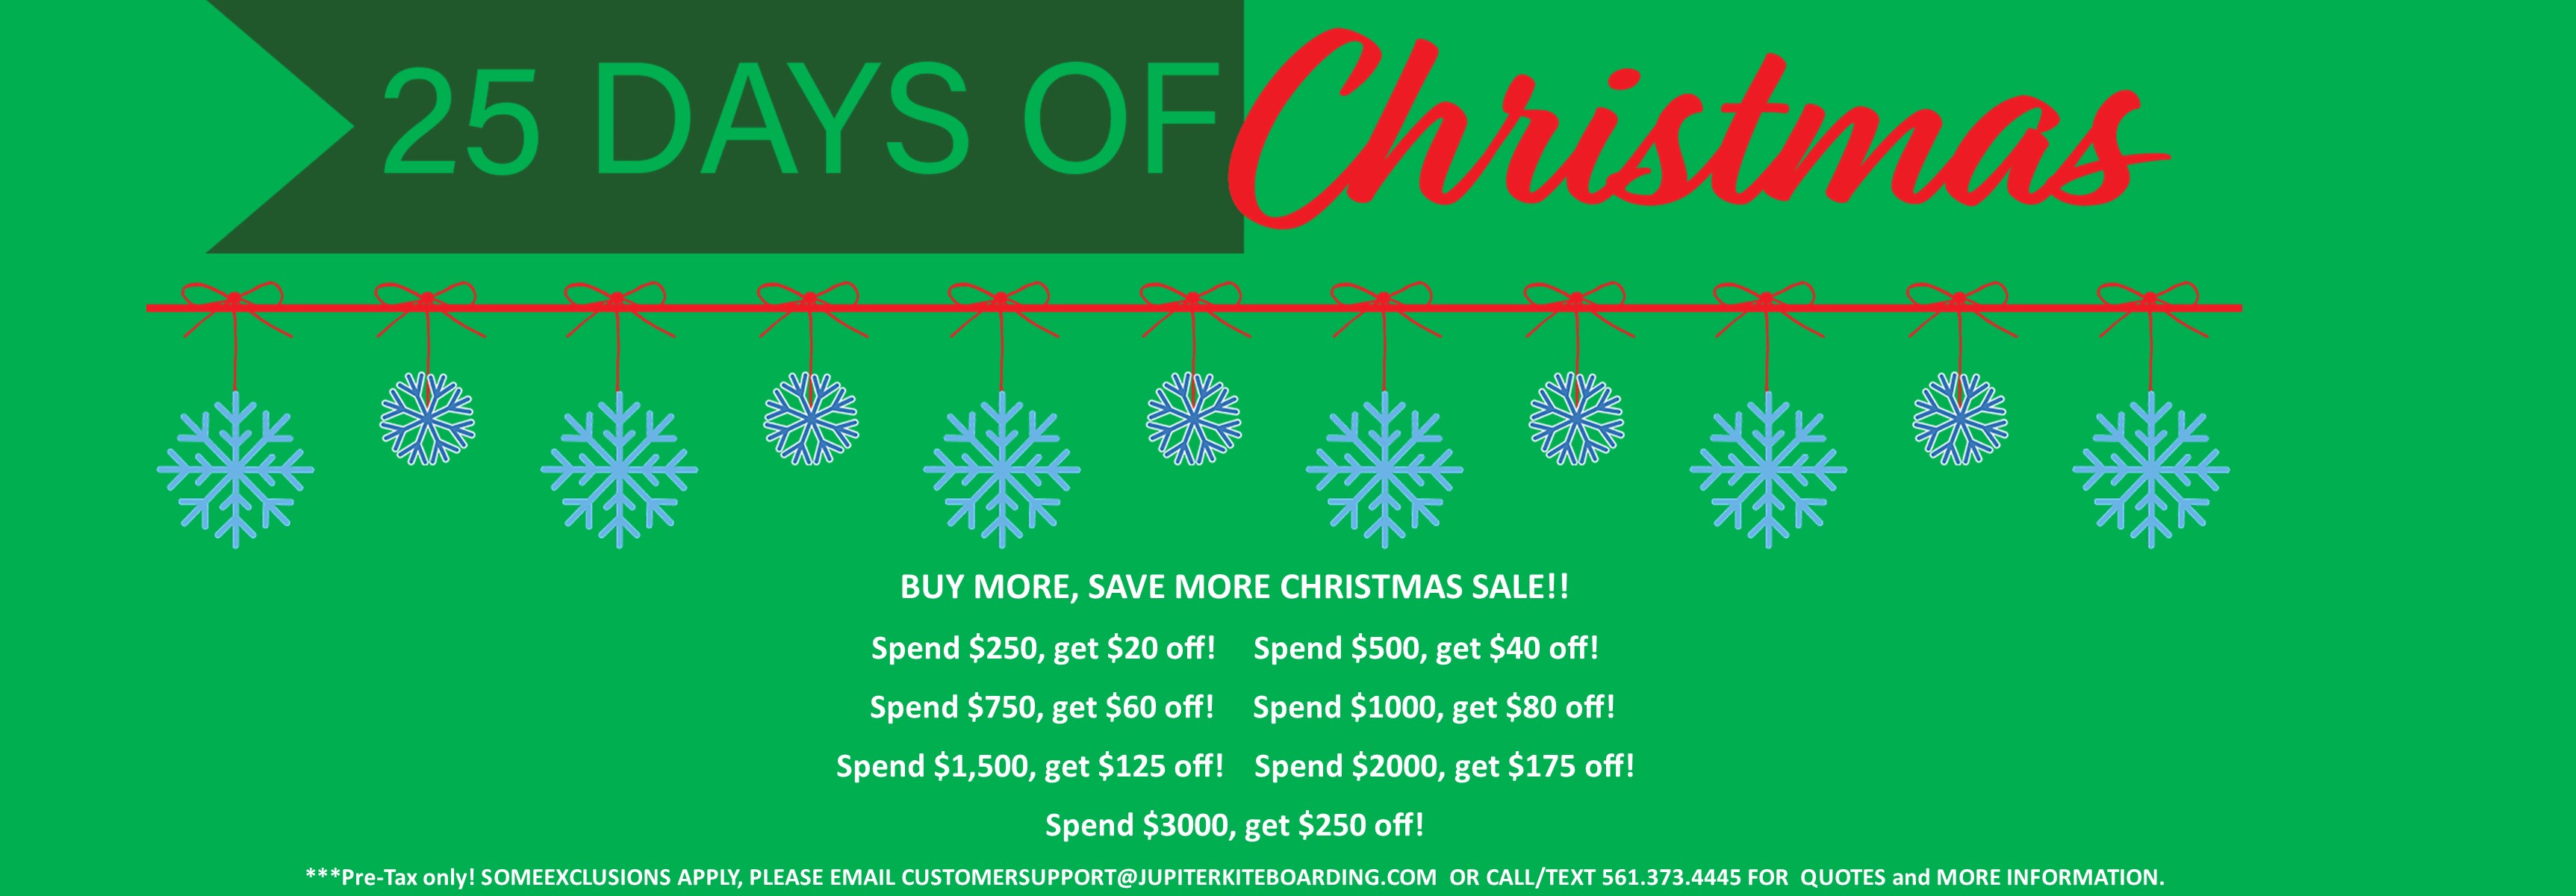 25 DAYS OF Christmas
BUY MORE, SAVE MORE CHRISTMAS SALE!!
Spend $250, get $20 off! Spend $500, get $40 off!
Spend $750, get $60 off! Spend $1000, get $80 off!
Spend $1,500, get $125 off! Spend $2000, get $175 off!
Spend $3000, get $250 off!
***Pre-Tax only! SOMEEXCLUSIONS APPLY, PLEASE EMAIL CUSTOMERSUPPORT@JUPITERKITEBOARDING.COM OR CALL/TEXT 561.373.4445 FOR QUOTES and MORE INFORMATION.